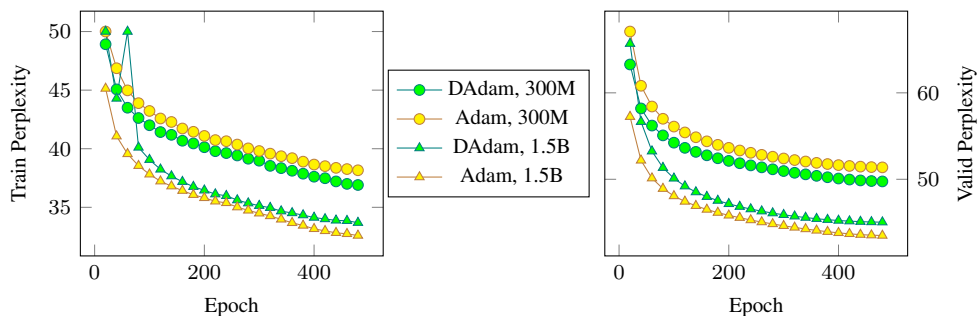 50
45
40
35
Train Perplexity
0
200
400
Epoch
DAdam, 300M
Adam, 300M
DAdam, 1.5B
Adam, 1.5B
60
50
Valid Perplexity
0
200
400
Epoch